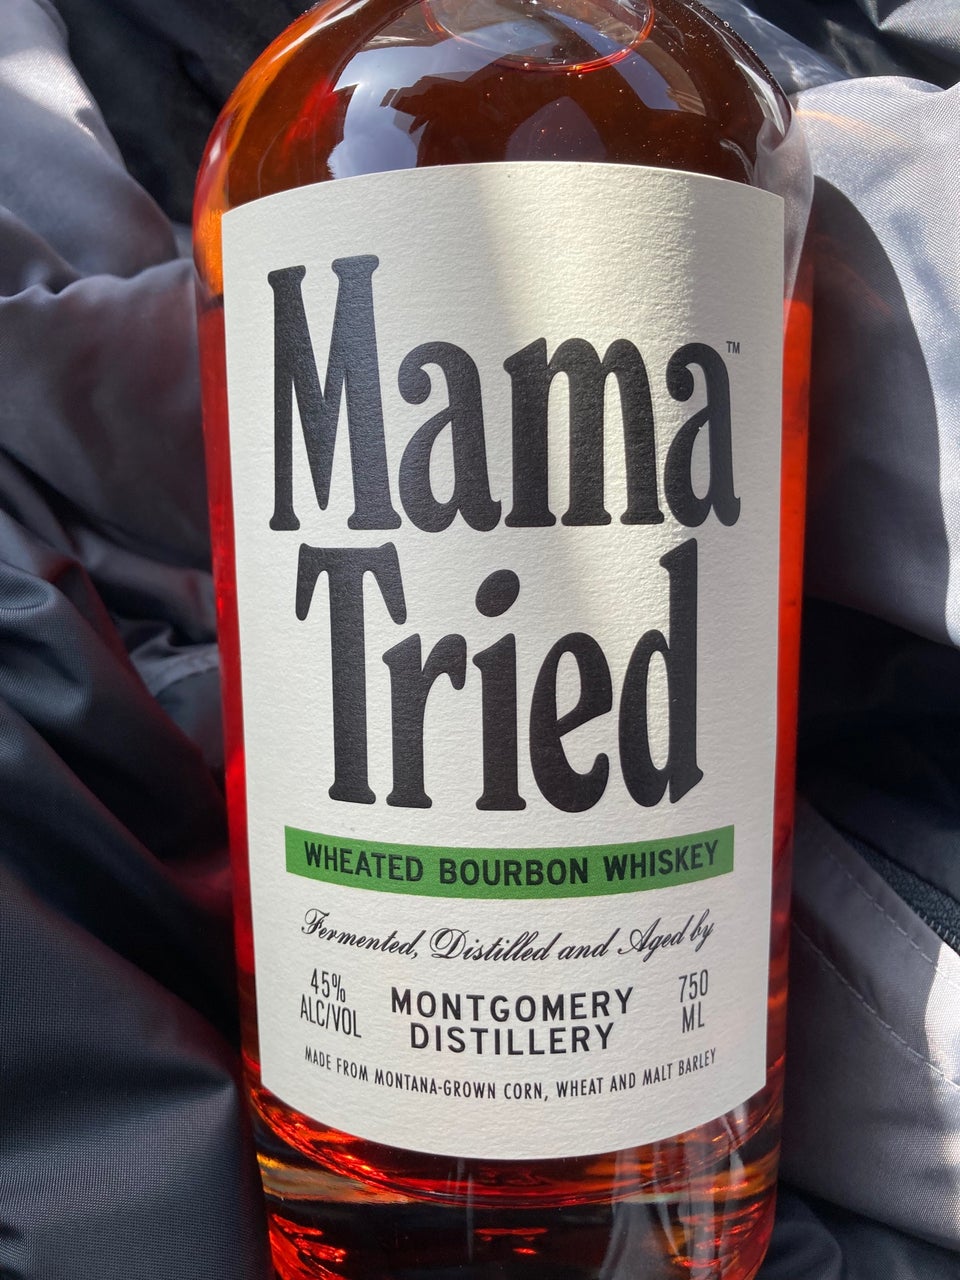 Mama™
Tried
WHEATED BOURBON WHISKEY
Fermented, Distilled and Aged by
45%
ALC/VOL
MONTGOMERY
DISTILLERY
750
ML
MADE FROM MONTANA-GROWN CORN, WHEAT AND MALT BARLEY